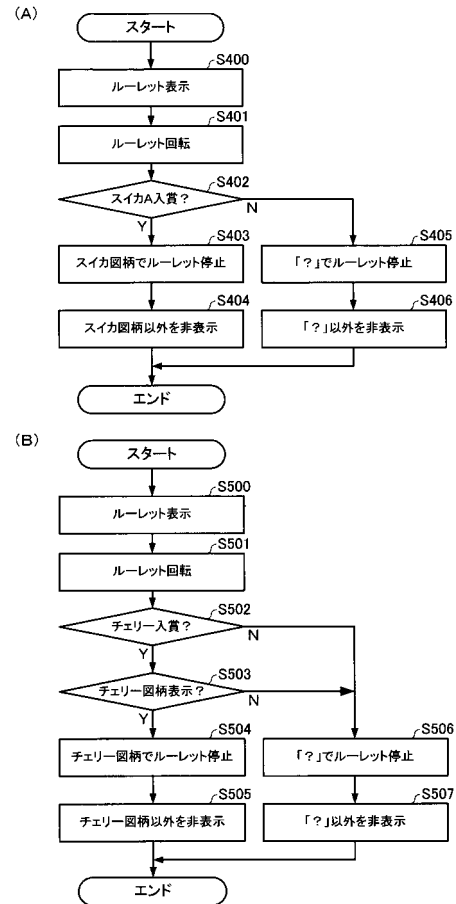 (A)
スタート
S400
ルーレット表示
S401
ルーレット回転
S402
スイカA入賞？
Y
N
S403
スイカ図柄でルーレット停止
S405
「？」でルーレット停止
S404
スイカ図柄以外を非表示
S406
「？」以外を非表示
エンド
(B)
スタート
S500
ルーレット表示
S501
ルーレット回転
S502
チェリー入賞？
Y
N
S503
チェリー図柄表示？
Y
N
S504
チェリー図柄でルーレット停止
S506
「？」でルーレット停止
S505
チェリー図柄以外を非表示
S507
「？」以外を非表示
エンド